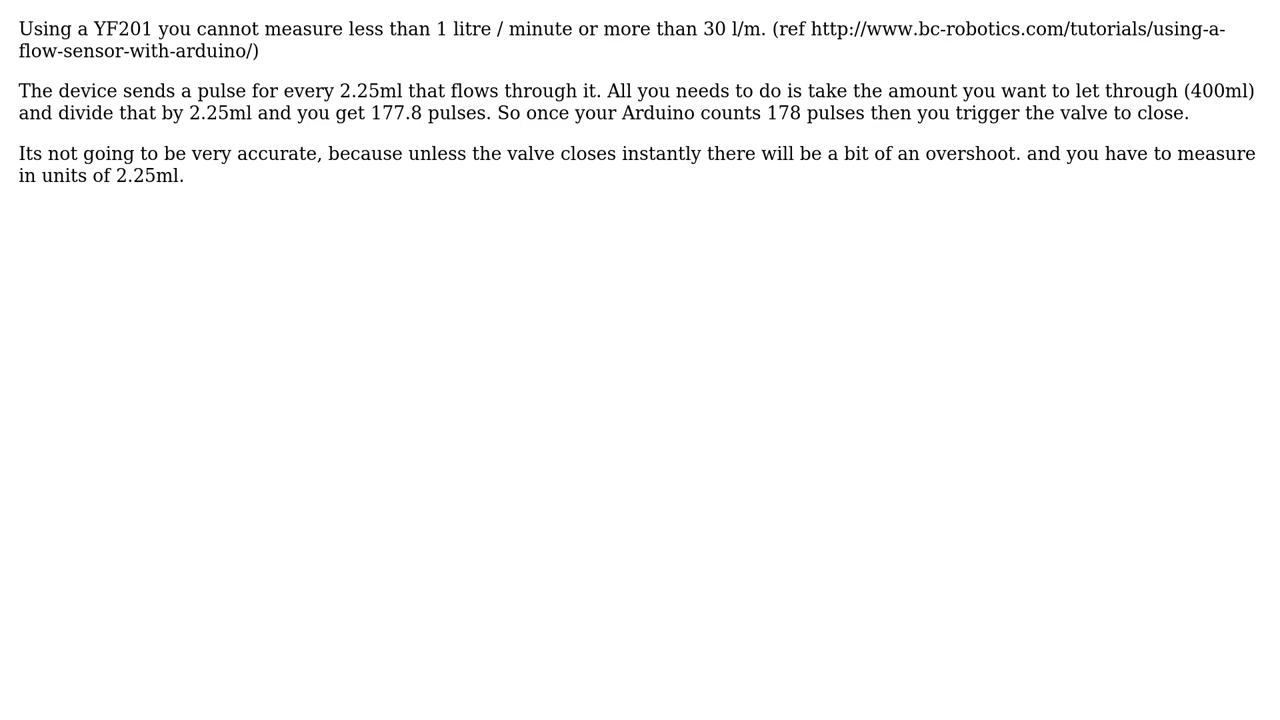 Using a YF201 you cannot measure less than 1 litre / minute or more than 30 l/m. (ref http://www.bc-robotics.com/tutorials/using-a-
flow-sensor-with-arduino/)
The device sends a pulse for every 2.25ml that flows through it. All you needs to do is take the amount you want to let through (400ml)
and divide that by 2.25ml and you get 177.8 pulses. So once your Arduino counts 178 pulses then you trigger the valve to close.
Its not going to be very accurate, because unless the valve closes instantly there will be a bit of an overshoot. and you have to measure
in units of 2.25ml.